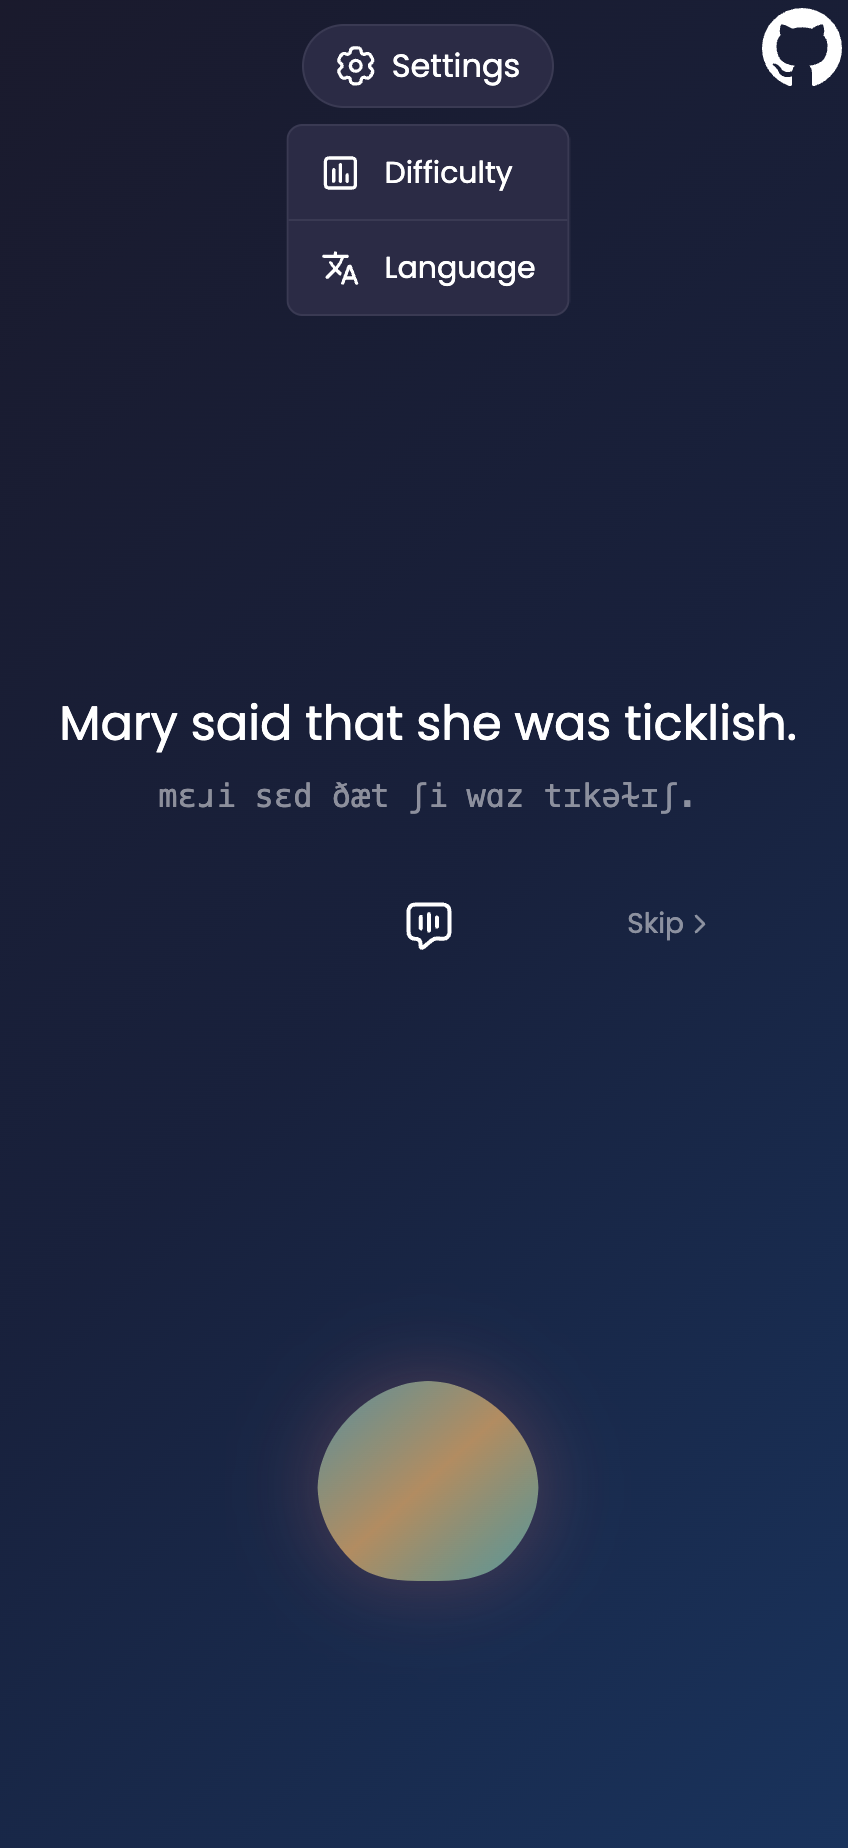 Settings
Difficulty
Language
Mary said that she was ticklish.
mɛɹi sɛd ðæt ʃi wɑz tɪkəɫɪʃ.
Skip